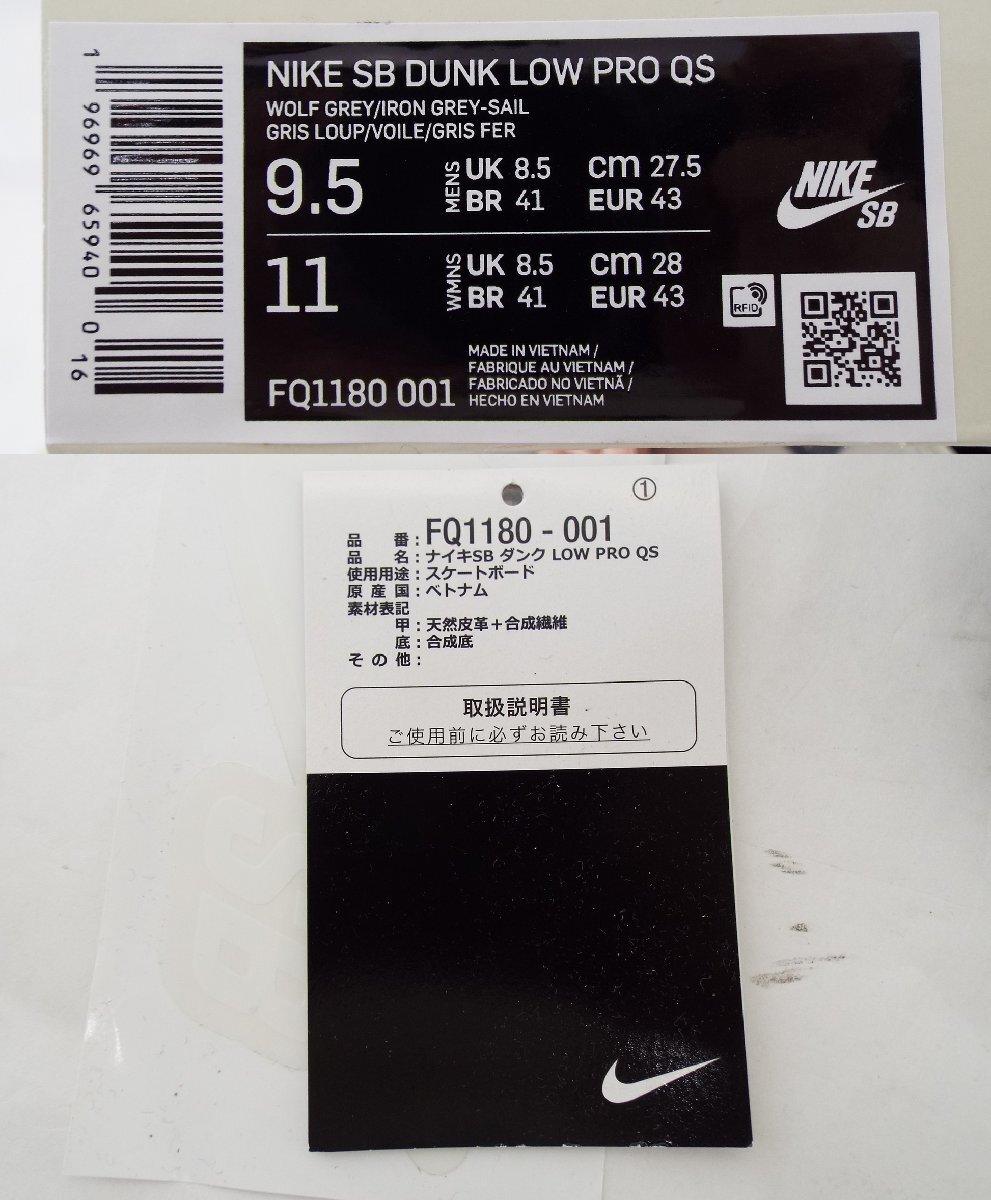 1 96969 65940 0 16
NIKE SB DUNK LOW PRO QS
WOLF GREY/IRON GREY-SAIL
GRIS LOUP/VOILE/GRIS FER
9.5 MENS UK 8.5 CM 27.5
BR 41 EUR 43
11 WMNS UK 8.5 CM 28
BR 41 EUR 43
NIKE
SB
RFID
MADE IN VIETNAM /
FABRIQUE AU VIETNAM /
FABRICADO NO VIETNÃ /
HECHO EN VIETNAM
FQ1180 001
①
品 番 : FQ1180 - 001
品 名 : ナイキSB ダンク LOW PRO QS
使用用途 : スケートボード
原 産 国 : ベトナム
素材表記
甲 : 天然皮革＋合成繊維
底 : 合成底
そ の 他 :
取扱説明書
ご使用前に必ずお読み下さい